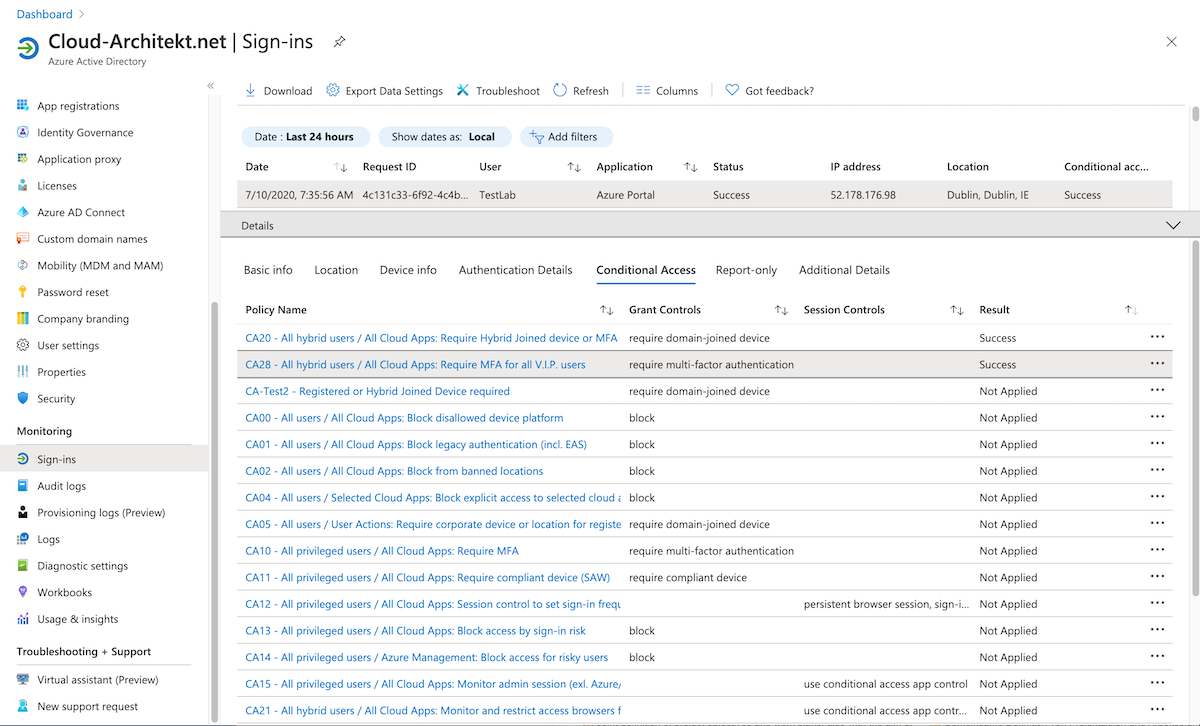 Dashboard
Cloud-Architekt.net | Sign-ins
Azure Active Directory
App registrations
Identity Governance
Application proxy
Licenses
Azure AD Connect
Custom domain names
Mobility (MDM and MAM)
Password reset
Company branding
User settings
Properties
Security
Monitoring
Sign-ins
Audit logs
Provisioning logs (Preview)
Logs
Diagnostic settings
Workbooks
Usage & insights
Troubleshooting + Support
Virtual assistant (Preview)
New support request
Download Export Data Settings Troubleshoot Refresh Columns Got feedback?
Date : Last 24 hours Show dates as: Local Add filters
Date Request ID User Application Status IP address Location Conditional acc...
7/10/2020, 7:35:56 AM 4c131c33-6f92-4c4b... TestLab Azure Portal Success 52.178.176.98 Dublin, Dublin, IE Success
Details
Basic info Location Device info Authentication Details Conditional Access Report-only Additional Details
Policy Name Grant Controls Session Controls Result
CA20 - All hybrid users / All Cloud Apps: Require Hybrid Joined device or MFA require domain-joined device Success ...
CA28 - All hybrid users / All Cloud Apps: Require MFA for all V.I.P. users require multi-factor authentication Success ...
CA-Test2 - Registered or Hybrid Joined Device required require domain-joined device Not Applied ...
CA00 - All users / All Cloud Apps: Block disallowed device platform block Not Applied ...
CA01 - All users / All Cloud Apps: Block legacy authentication (incl. EAS) block Not Applied ...
CA02 - All users / All Cloud Apps: Block from banned locations block Not Applied ...
CA04 - All users / Selected Cloud Apps: Block explicit access to selected cloud a block Not Applied ...
CA05 - All users / User Actions: Require corporate device or location for registe require domain-joined device Not Applied ...
CA10 - All privileged users / All Cloud Apps: Require MFA require multi-factor authentication Not Applied ...
CA11 - All privileged users / All Cloud Apps: Require compliant device (SAW) require compliant device Not Applied ...
CA12 - All privileged users / All Cloud Apps: Session control to set sign-in frequ persistent browser session, sign-i... Not Applied ...
CA13 - All privileged users / All Cloud Apps: Block access by sign-in risk block Not Applied ...
CA14 - All privileged users / Azure Management: Block access for risky users block Not Applied ...
CA15 - All privileged users / All Cloud Apps: Monitor admin session (exl. Azure/ use conditional access app control Not Applied ...
CA21 - All hybrid users / All Cloud Apps: Monitor and restrict access browsers f use conditional access app contr... Not Applied ...